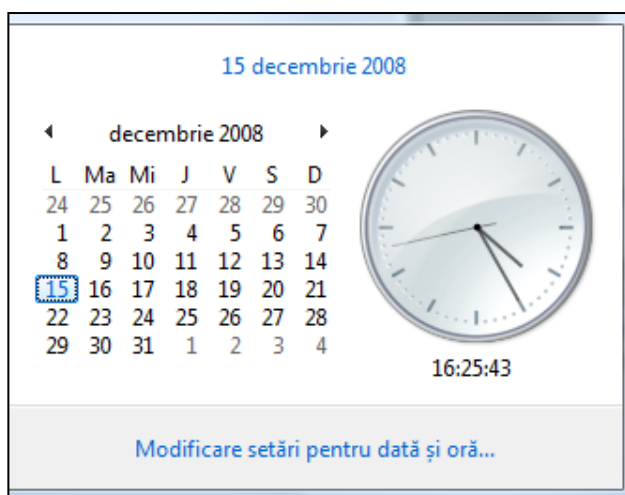 15 decembrie 2008
decembrie 2008
L Ma Mi J V S D
24 25 26 27 28 29 30
1 2 3 4 5 6 7
8 9 10 11 12 13 14
15 16 17 18 19 20 21
22 23 24 25 26 27 28
29 30 31 1 2 3 4
16:25:43
Modificare setări pentru dată și oră...